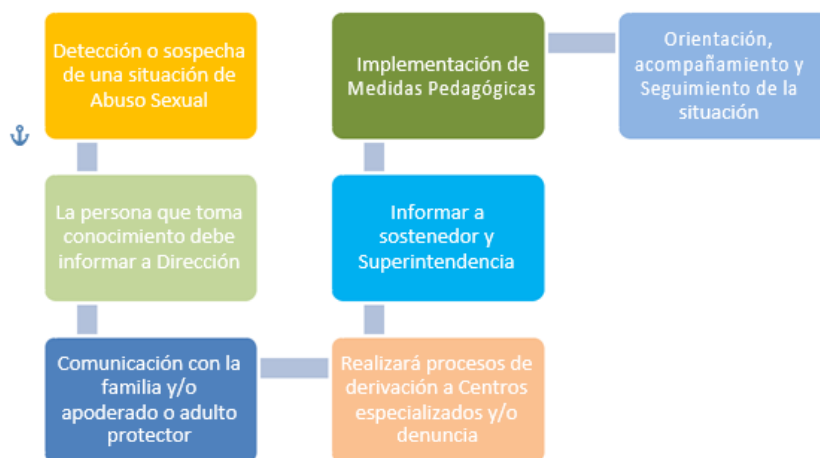 Detección o sospecha
de una situación de
Abuso Sexual
La persona que toma
conocimiento debe
informar a Dirección
Comunicación con la
familia y/o
apoderado o adulto
protector
Realizará procesos de
derivación a Centros
especializados y/o
denuncia
Informar a
sostenedor y
Superintendencia
Implementación de
Medidas Pedagógicas
Orientación,
acompañamiento y
Seguimiento de la
situación